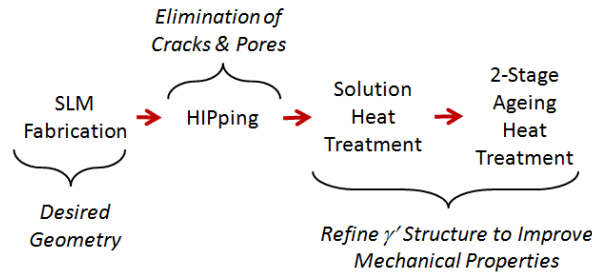 Elimination of
Cracks & Pores
SLM
Fabrication
HIPping
Solution
Heat
Treatment
2-Stage
Ageing
Heat
Treatment
Desired
Geometry
Refine γ’ Structure to Improve
Mechanical Properties